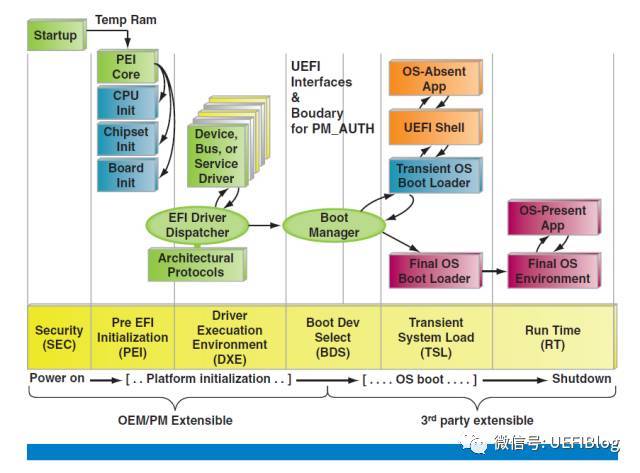 Temp Ram
Startup
PEI
Core
CPU
Init
Chipset
Init
Board
Init
Device,
Bus, or
Service
Driver
EFI Driver
Dispatcher
Architectural
Protocols
UEFI
Interfaces
&
Boudary
for PM_AUTH
Boot
Manager
OS-Absent
App
UEFI Shell
Transient OS
Boot Loader
Final OS
Boot Loader
OS-Present
App
Final OS
Environment
Security
(SEC)
Pre EFI
Initialization
(PEI)
Driver
Execution
Environment
(DXE)
Boot Dev
Select
(BDS)
Transient
System Load
(TSL)
Run Time
(RT)
Power on [ . . Platform initialization . . ] [ . . . . OS boot . . . . ] Shutdown
OEM/PM Extensible
3rd party extensible
微信号: UEFIBlog